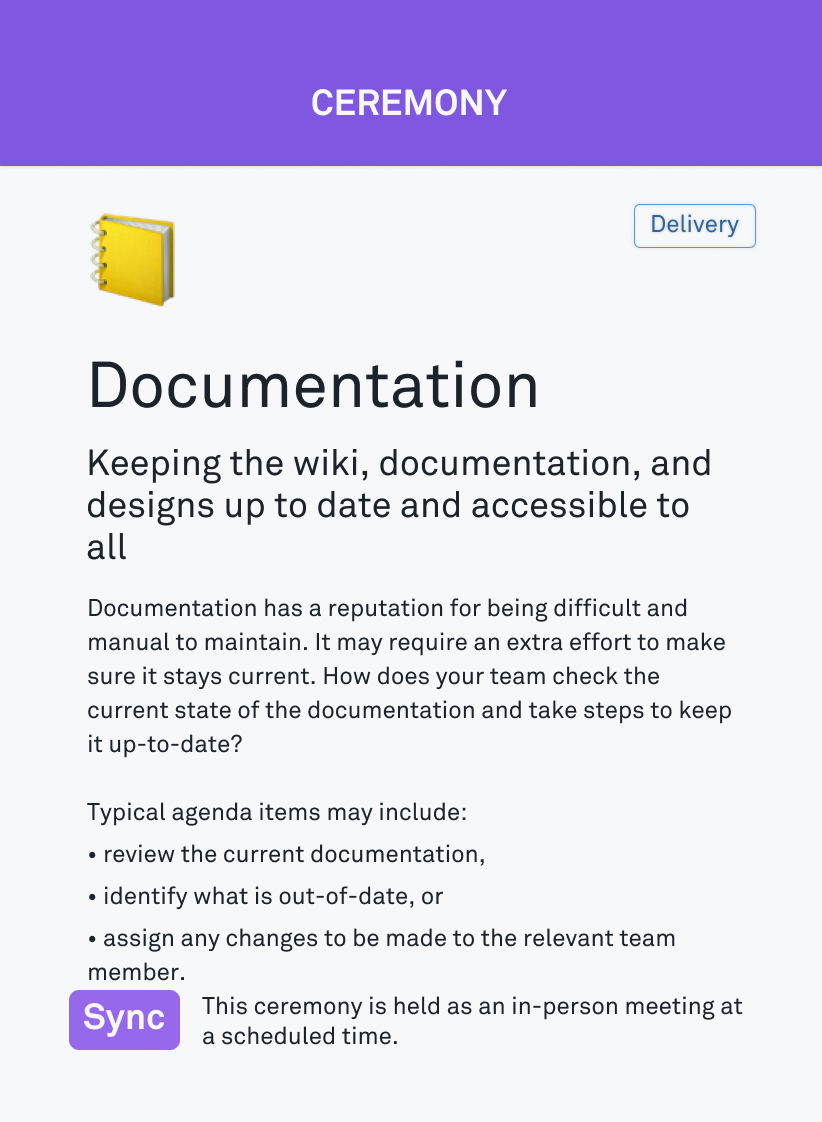 CEREMONY
Delivery
Documentation
Keeping the wiki, documentation, and
designs up to date and accessible to
all
Documentation has a reputation for being difficult and
manual to maintain. It may require an extra effort to make
sure it stays current. How does your team check the
current state of the documentation and take steps to keep
it up-to-date?
Typical agenda items may include:
• review the current documentation,
• identify what is out-of-date, or
• assign any changes to be made to the relevant team
member.
Sync
This ceremony is held as an in-person meeting at
a scheduled time.